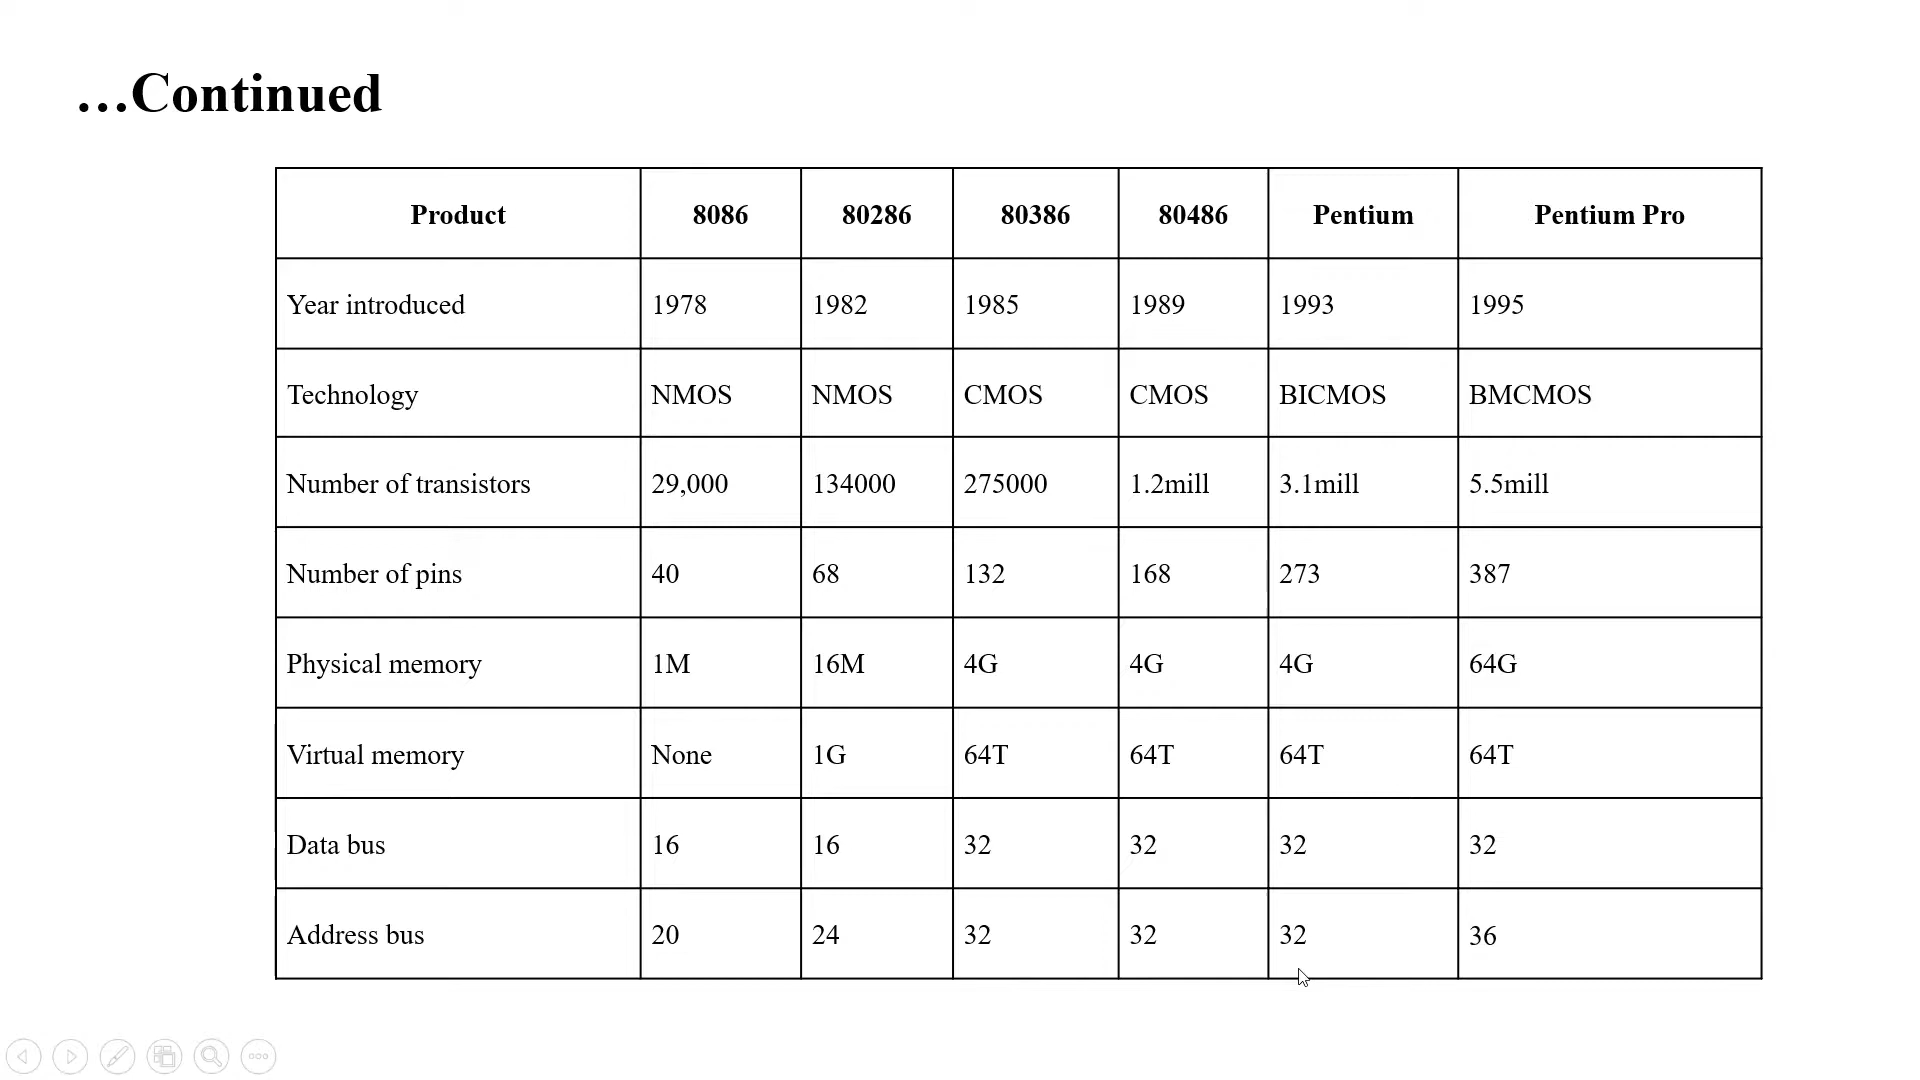 ...Continued
Product 8086 80286 80386 80486 Pentium Pentium Pro
Year introduced 1978 1982 1985 1989 1993 1995
Technology NMOS NMOS CMOS CMOS BICMOS BMCMOS
Number of transistors 29,000 134000 275000 1.2mill 3.1mill 5.5mill
Number of pins 40 68 132 168 273 387
Physical memory 1M 16M 4G 4G 4G 64G
Virtual memory None 1G 64T 64T 64T 64T
Data bus 16 16 32 32 32 32
Address bus 20 24 32 32 32 36